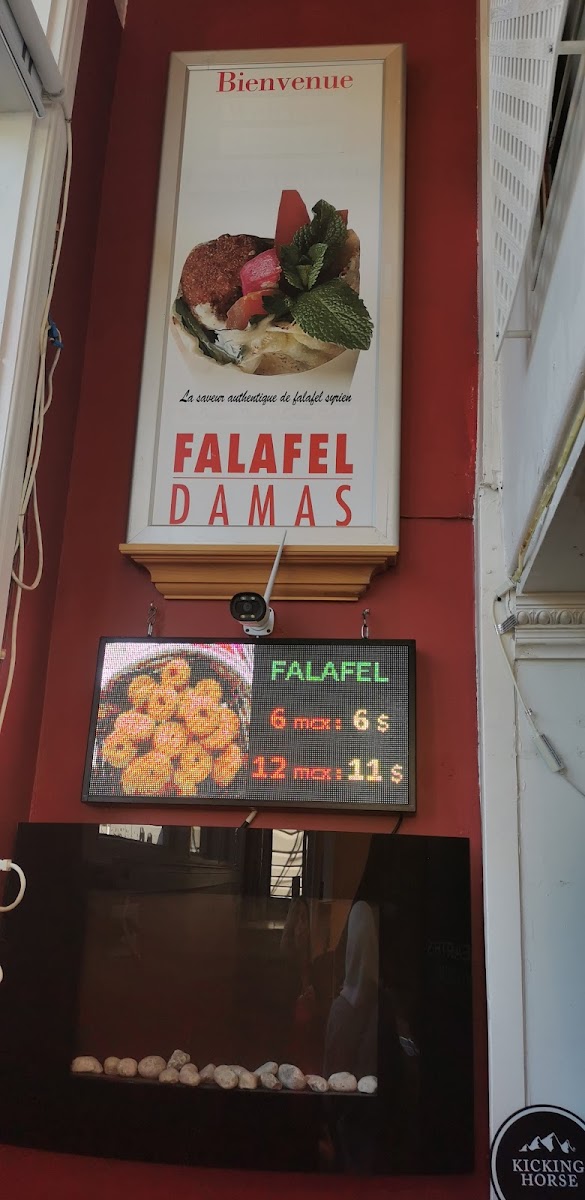 Bienvenue
La saveur authentique de falafel syrien
FALAFEL
DAMAS
FALAFEL
6 mcx: 6 $
12 mcx: 11 $
KICKING
HORSE